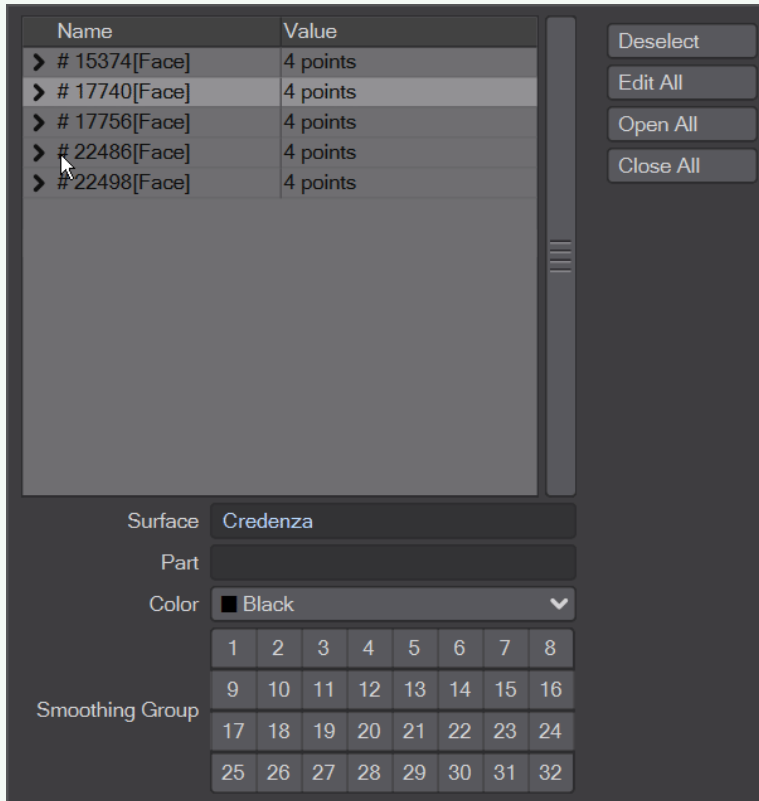 Name Value
# 15374[Face] 4 points
# 17740[Face] 4 points
# 17756[Face] 4 points
# 22486[Face] 4 points
# 22498[Face] 4 points
Deselect
Edit All
Open All
Close All
Surface Credenza
Part
Color Black
Smoothing Group
1 2 3 4 5 6 7 8
9 10 11 12 13 14 15 16
17 18 19 20 21 22 23 24
25 26 27 28 29 30 31 32